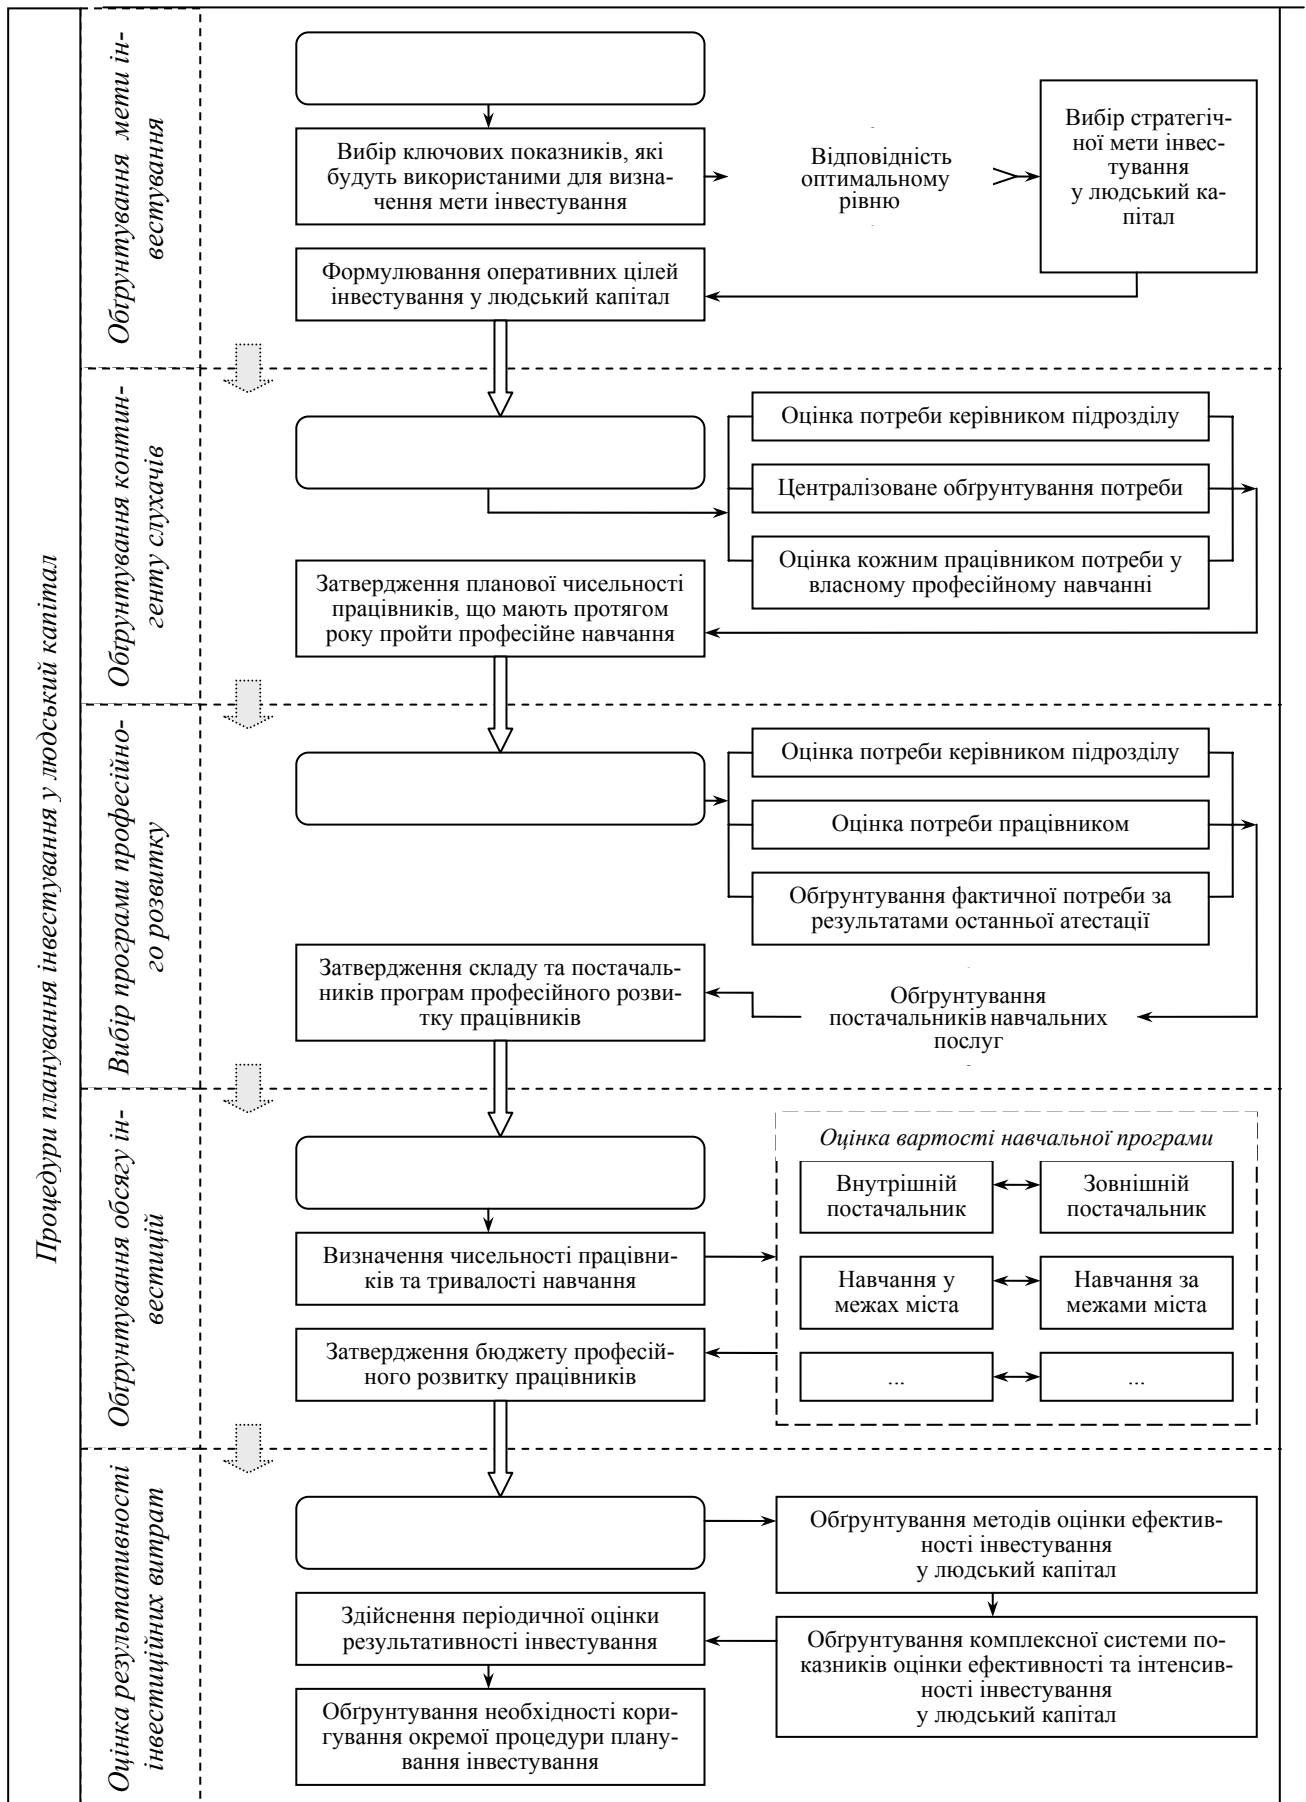 Процедури планування інвестування у людський капітал
Обґрунтування мети ін-
вестування
Вибір ключових показників, які
будуть використаними для визна-
чення мети інвестування
Відповідність
оптимальному
рівню
Вибір стратегіч-
ної мети інвес-
тування
у людський ка-
пітал
Формулювання оперативних цілей
інвестування у людський капітал
Обґрунтування контин-
генту слухачів
Оцінка потреби керівником підрозділу
Централізоване обґрунтування потреби
Оцінка кожним працівником потреби у
власному професійному навчанні
Затвердження планової чисельності
працівників, що мають протягом
року пройти професійне навчання
Вибір програми професійно-
го розвитку
Оцінка потреби керівником підрозділу
Оцінка потреби працівником
Обґрунтування фактичної потреби за
результатами останньої атестації
Затвердження складу та постачаль-
ників програм професійного розви-
тку працівників
Обґрунтування
постачальників навчальних
послуг
Обґрунтування обсягу ін-
вестицій
Оцінка вартості навчальної програми
Внутрішній
постачальник
Зовнішній
постачальник
Визначення чисельності працівни-
ків та тривалості навчання
Навчання у
межах міста
Навчання за
межами міста
Затвердження бюджету професій-
ного розвитку працівників
...
...
Оцінка результативності
інвестиційних витрат
Обґрунтування методів оцінки ефектив-
ності інвестування
у людський капітал
Здійснення періодичної оцінки
результативності інвестування
Обґрунтування комплексної системи по-
казників оцінки ефективності та інтенсив-
ності інвестування
у людський капітал
Обґрунтування необхідності кори-
гування окремої процедури плану-
вання інвестування